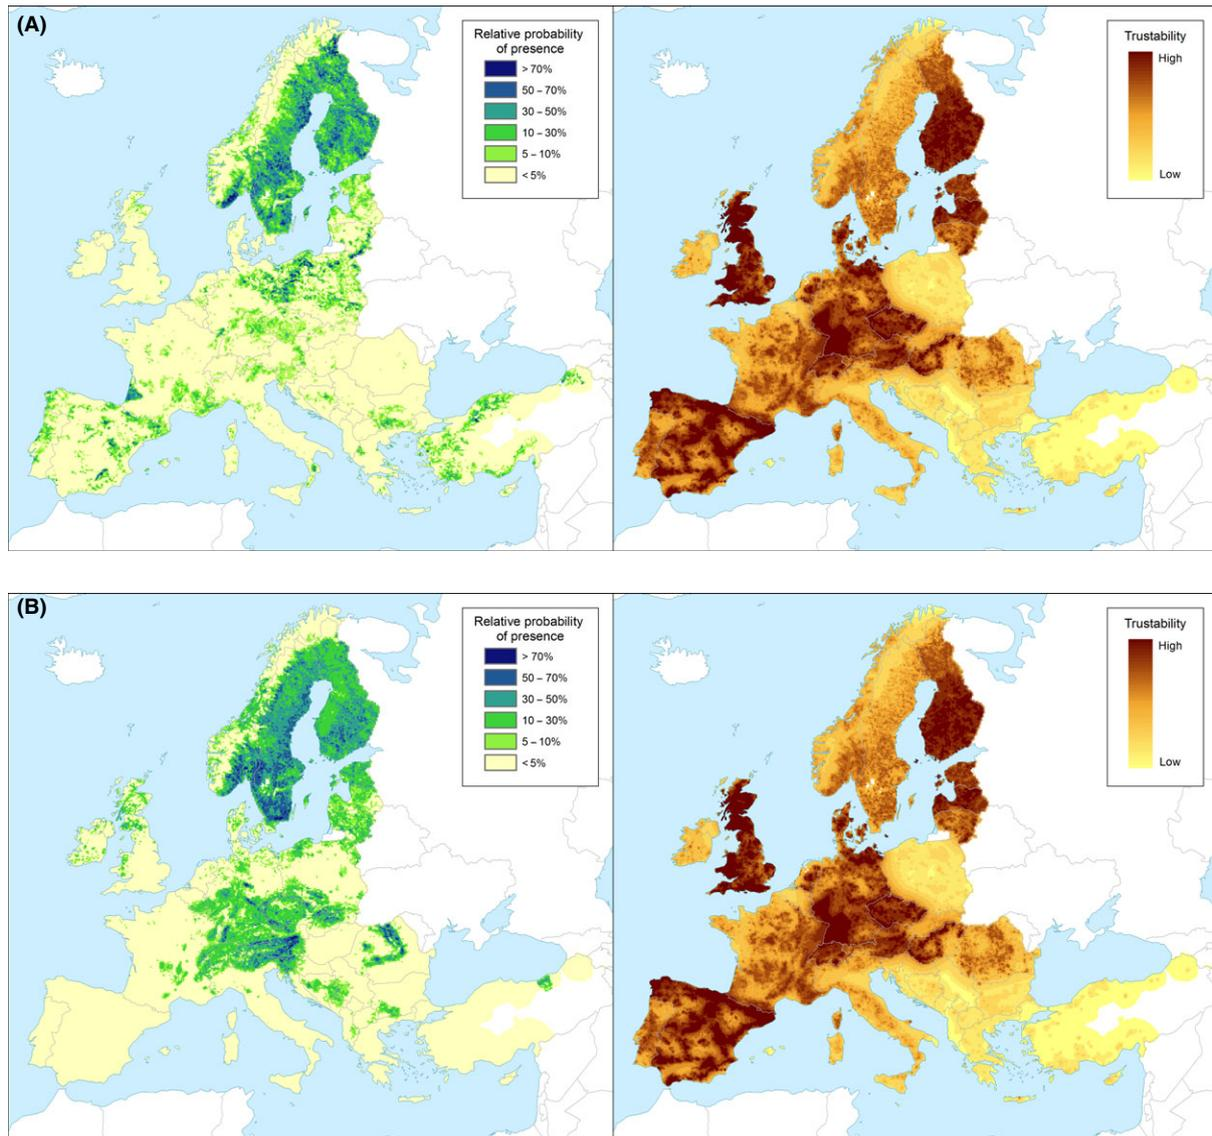 (A)
Relative probability
of presence
> 70%
50 – 70%
30 – 50%
10 – 30%
5 – 10%
< 5%
Trustability
High
Low
(B)
Relative probability
of presence
> 70%
50 – 70%
30 – 50%
10 – 30%
5 – 10%
< 5%
Trustability
High
Low